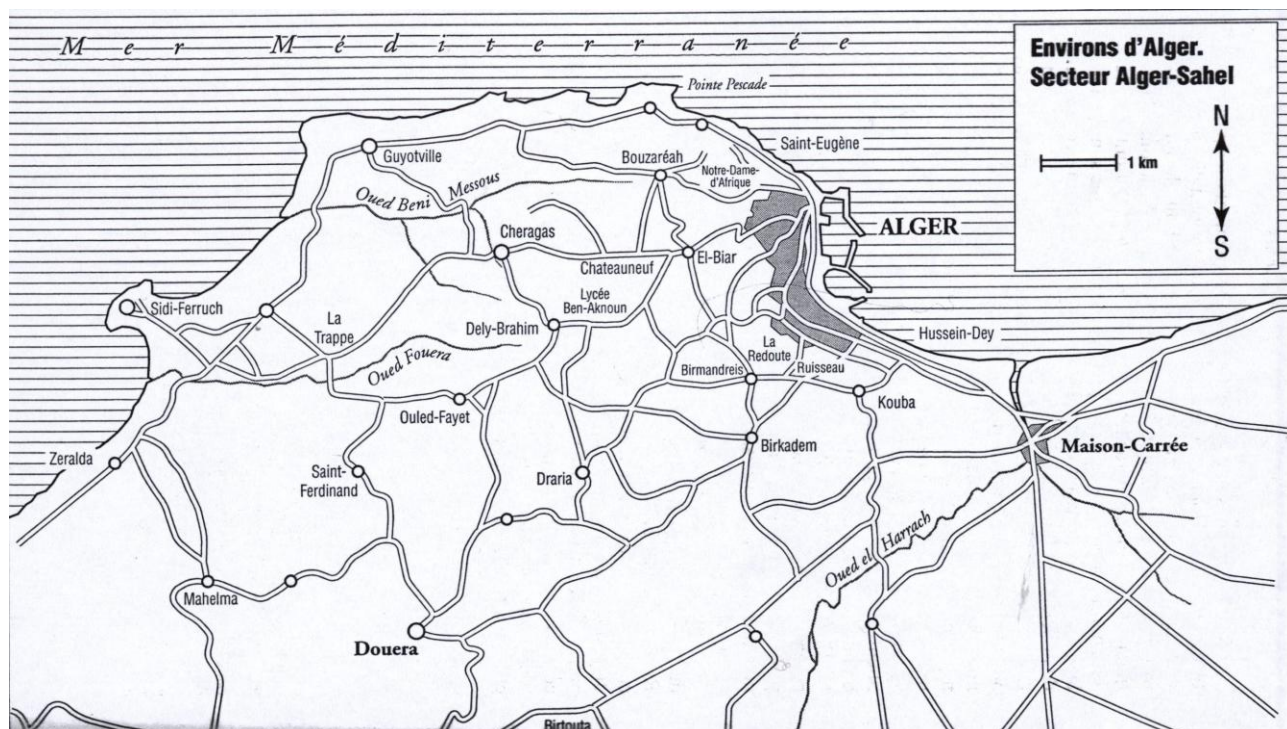 Mer Méditerranée
Environs d'Alger.
Secteur Alger-Sahel
N
1 km
S
Pointe Pescade
Saint-Eugène
Guyotville
Bouzaréah
Notre-Dame-
d'Afrique
Oued Beni Messous
ALGER
Cheragas
El-Biar
Chateauneuf
Sidi-Ferruch
Lycée
Ben-Aknoun
La
Trappe
Dely-Brahim
Hussein-Dey
La
Redoute
Oued Fouera
Birmandreis
Ruisseau
Ouled-Fayet
Kouba
Birkadem
Maison-Carrée
Zeralda
Saint-
Ferdinand
Draria
Oued el Harrach
Mahelma
Douera
Birtouta